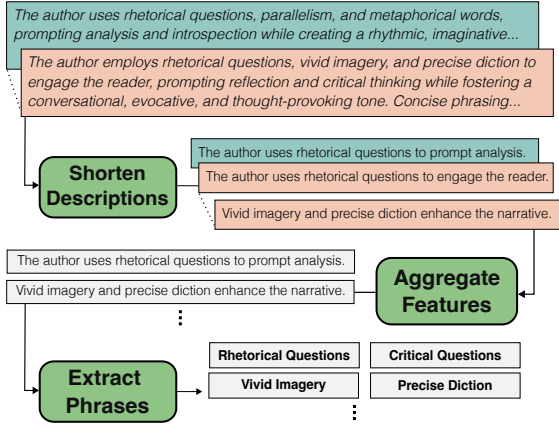 The author uses rhetorical questions, parallelism, and metaphorical words,
prompting analysis and introspection while creating a rhythmic, imaginative...
The author employs rhetorical questions, vivid imagery, and precise diction to
engage the reader, prompting reflection and critical thinking while fostering a
conversational, evocative, and thought-provoking tone. Concise phrasing...
Shorten
Descriptions
The author uses rhetorical questions to prompt analysis.
The author uses rhetorical questions to engage the reader.
Vivid imagery and precise diction enhance the narrative.
The author uses rhetorical questions to prompt analysis.
Vivid imagery and precise diction enhance the narrative.
Aggregate
Features
Extract
Phrases
Rhetorical Questions
Critical Questions
Vivid Imagery
Precise Diction